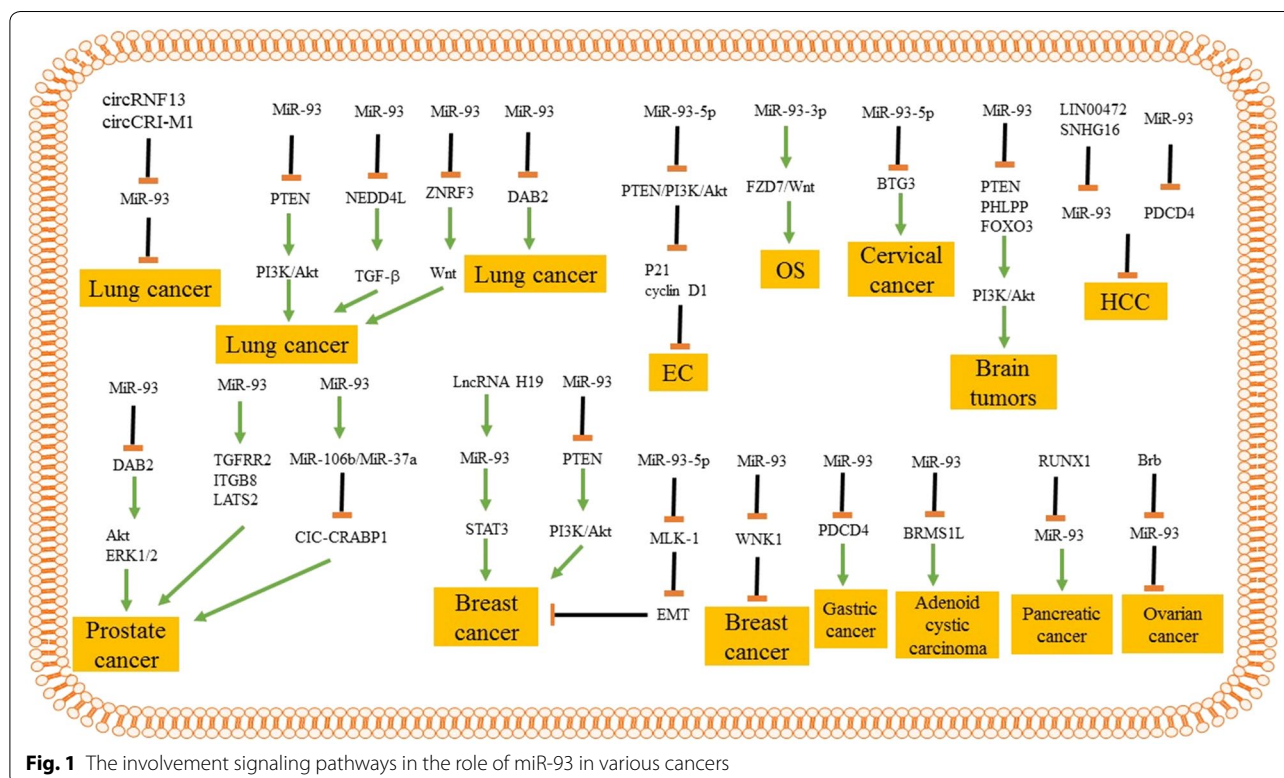 circRNF13
circCRI-M1
MiR-93
Lung cancer
MiR-93
PTEN
PI3K/Akt
MiR-93
NEDD4L
TGF-β
MiR-93
ZNRF3
Wnt
Lung cancer
MiR-93
DAB2
Lung cancer
MiR-93-5p
PTEN/PI3K/Akt
P21
cyclin D1
EC
MiR-93-3p
FZD7/Wnt
OS
MiR-93-5p
BTG3
Cervical
cancer
MiR-93
PTEN
PHLPP
FOXO3
PI3K/Akt
Brain
tumors
LIN00472
SNHG16
MiR-93
MiR-93
PDCD4
HCC
MiR-93
DAB2
Akt
ERK1/2
MiR-93
TGFRR2
ITGB8
LATS2
MiR-93
MiR-106b/MiR-37a
CIC-CRABP1
Prostate
cancer
LncRNA H19
MiR-93
STAT3
MiR-93
PTEN
PI3K/Akt
Breast
cancer
MiR-93-5p
MLK-1
EMT
MiR-93
WNK1
Breast
cancer
MiR-93
PDCD4
Gastric
cancer
MiR-93
BRMS1L
Adenoid
cystic
carcinoma
RUNX1
MiR-93
Pancreatic
cancer
Brb
MiR-93
Ovarian
cancer
Fig. 1 The involvement signaling pathways in the role of miR-93 in various cancers